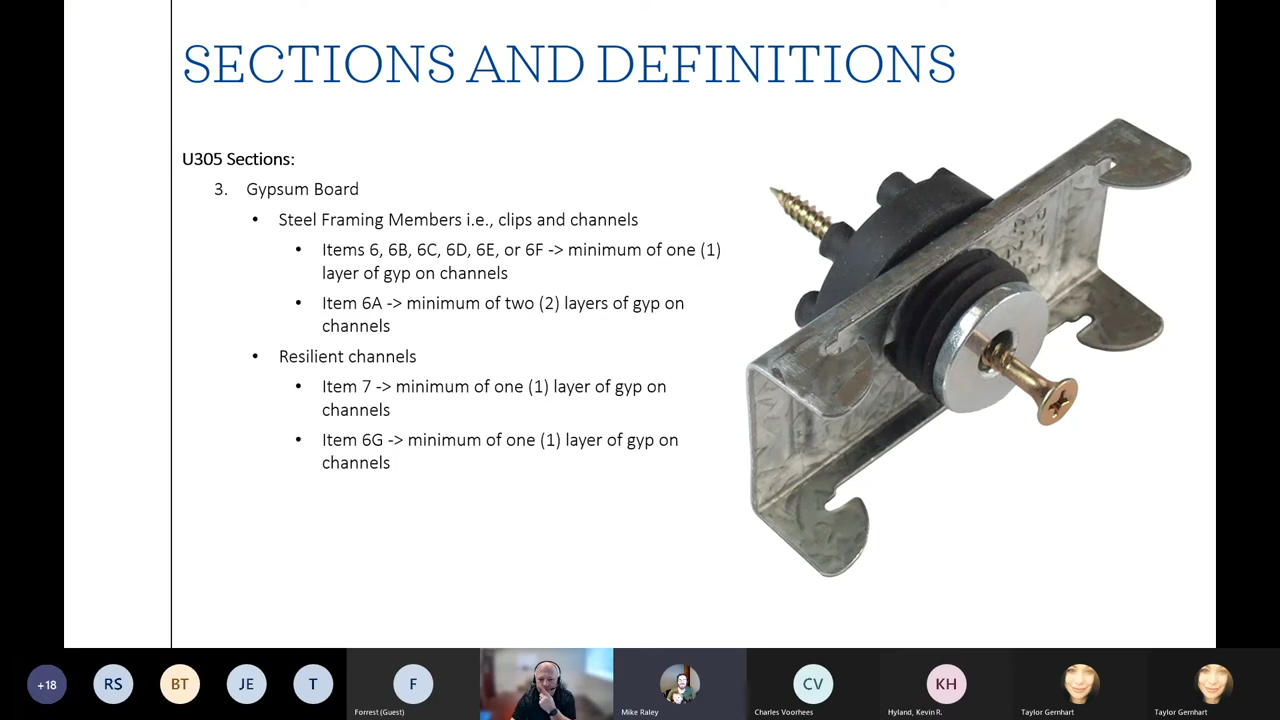 SECTIONS AND DEFINITIONS
U305 Sections:
3. Gypsum Board
• Steel Framing Members i.e., clips and channels
• Items 6, 6B, 6C, 6D, 6E, or 6F -> minimum of one (1)
layer of gyp on channels
• Item 6A -> minimum of two (2) layers of gyp on
channels
• Resilient channels
• Item 7 -> minimum of one (1) layer of gyp on
channels
• Item 6G -> minimum of one (1) layer of gyp on
channels
+18
RS
BT
JE
T
F
Forrest (Guest)
Mike Raley
CV
Charles Voorhees
KH
Hyland, Kevin R.
Taylor Gernhart
Taylor Gernhart